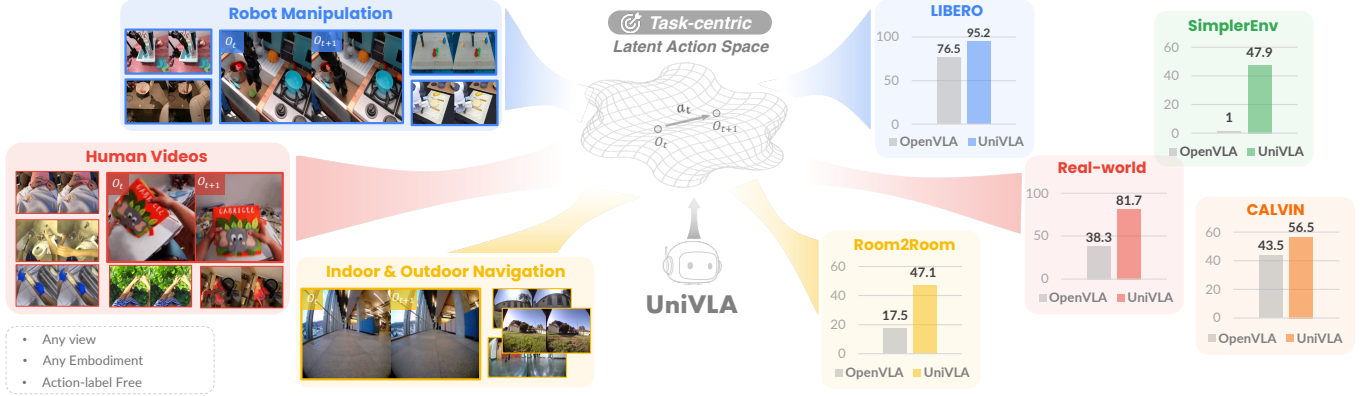 Robot Manipulation
O_t
O_{t+1}
Human Videos
O_t
O_{t+1}
GABRICEE
GABRICEE
Indoor & Outdoor Navigation
O_t
O_{t+1}
• Any view
• Any Embodiment
• Action-label Free
Task-centric
Latent Action Space
a_t
O_t
O_{t+1}
UniVLA
LIBERO
100
50
0
76.5
95.2
OpenVLA
UniVLA
SimplerEnv
60
40
20
0
1
47.9
OpenVLA
UniVLA
Room2Room
60
40
20
0
17.5
47.1
OpenVLA
UniVLA
Real-world
100
50
0
38.3
81.7
OpenVLA
UniVLA
CALVIN
60
40
20
0
43.5
56.5
OpenVLA
UniVLA